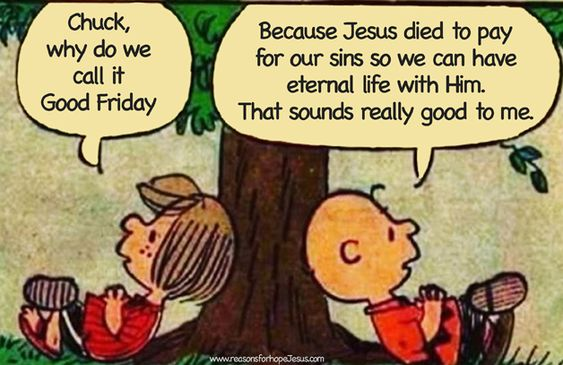 Chuck,
why do we
call it
Good Friday
Because Jesus died to pay
for our sins so we can have
eternal life with Him.
That sounds really good to me.
www.reasonsforhopeJesus.com